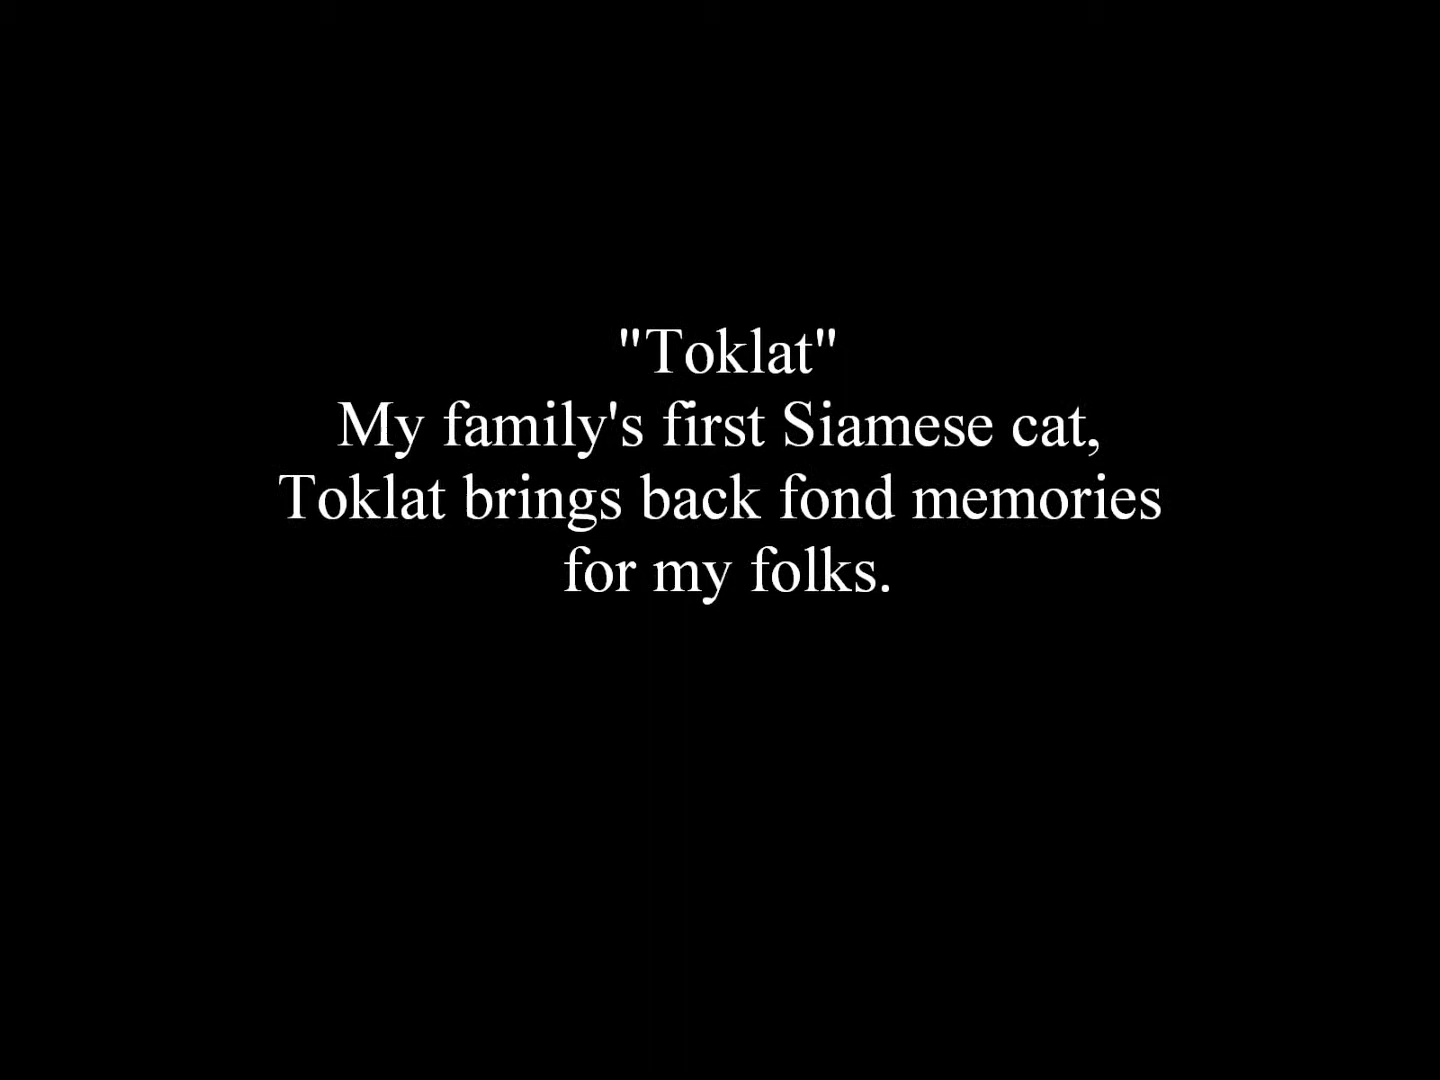 "Toklat"
My family's first Siamese cat,
Toklat brings back fond memories
for my folks.